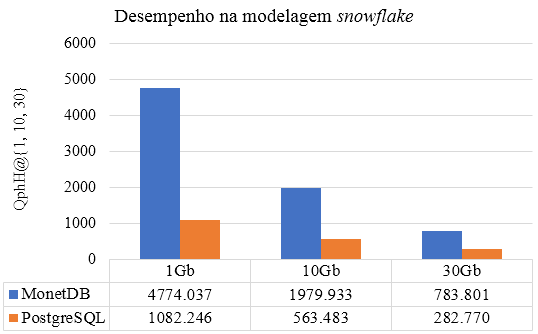 Desempenho na modelagem snowflake
QphH@{1, 10, 30}
6000
5000
4000
3000
2000
1000
0
1Gb 10Gb 30Gb
MonetDB 4774.037 1979.933 783.801
PostgreSQL 1082.246 563.483 282.770